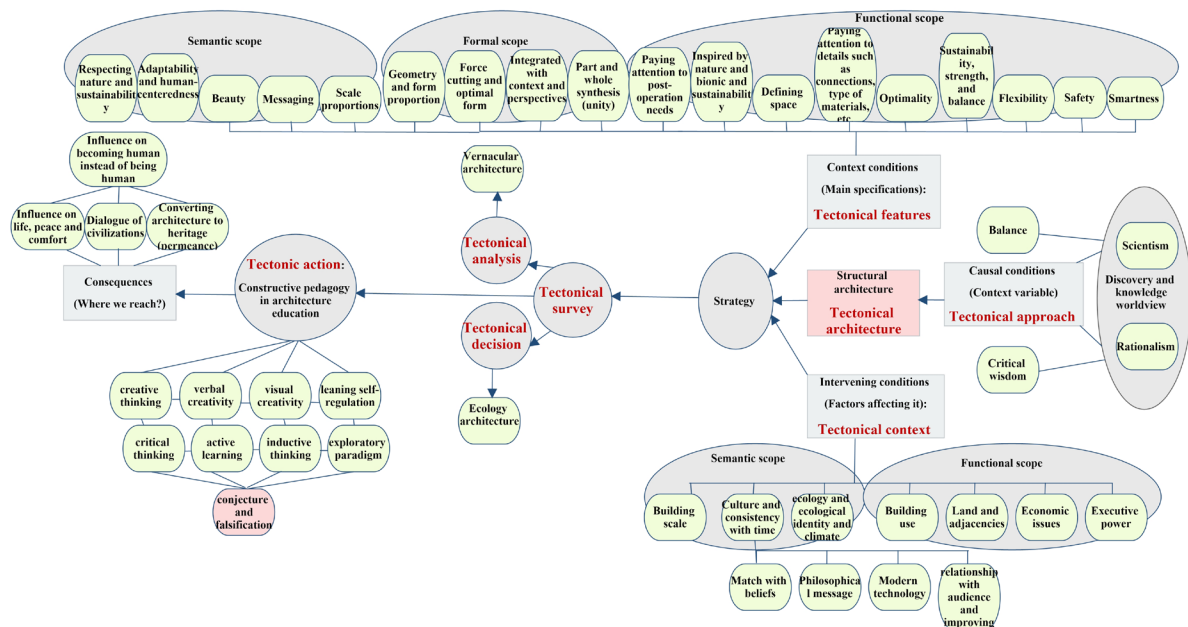 Semantic scope
Formal scope
Functional scope
Respecting
nature and
sustainabilit
y
Adaptability
and human-
centeredness
Beauty
Messaging
Scale
proportions
Geometry
and form
proportion
Force
cutting and
optimal
form
Integrated
with
context and
perspectives
Part and
whole
synthesis
(unity)
Paying
attention to
post-
operation
needs
Inspired by
nature and
bionic and
sustainabilit
y
Defining
space
Paying
attention to
details such
as
connections,
type of
materials,
etc
Optimality
Sustainabil
ity,
strength,
and
balance
Flexibility
Safety
Smartness
Influence on
becoming human
instead of being
human
Influence on
life, peace and
comfort
Dialogue of
civilizations
Converting
architecture to
heritage
(permeance)
Consequences
(Where we reach?)
Tectonic action:
Constructive pedagogy
in architecture
education
Vernacular
architecture
Tectonical
analysis
Tectonical
survey
Tectonical
decision
Ecology
architecture
Strategy
Context conditions
(Main specifications):
Tectonical features
Structural
architecture
Tectonical
architecture
Causal conditions
(Context variable)
Tectonical approach
Balance
Critical
wisdom
Scientism
Discovery and
knowledge
worldview
Rationalism
Intervening conditions
(Factors affecting it):
Tectonical context
creative
thinking
verbal
creativity
visual
creativity
leaning self-
regulation
critical
thinking
active
learning
inductive
thinking
exploratory
paradigm
conjecture
and
falsification
Semantic scope
Functional scope
Building
scale
Culture and
consistency
with time
ecology and
ecological
identity and
climate
Building
use
Land and
adjacencies
Economic
issues
Executive
power
Match with
beliefs
Philosophica
l message
Modern
technology
relationship
with
audience and
improving